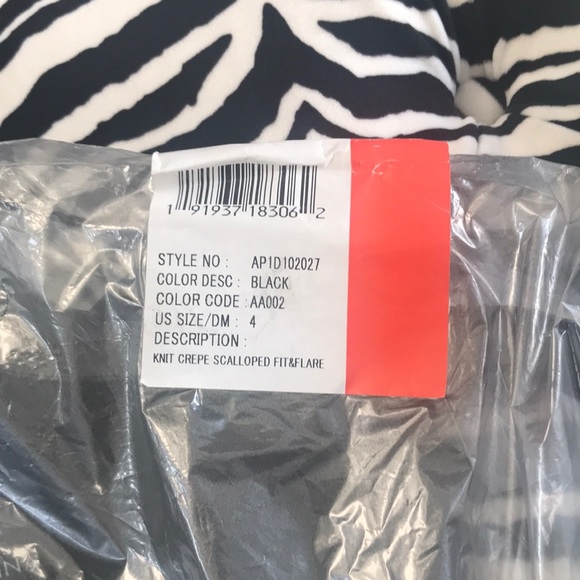 1 91937 18306 2
STYLE NO : AP1D102027
COLOR DESC : BLACK
COLOR CODE : AA002
US SIZE/DM : 4
DESCRIPTION :
KNIT CREPE SCALLOPED FIT&FLARE